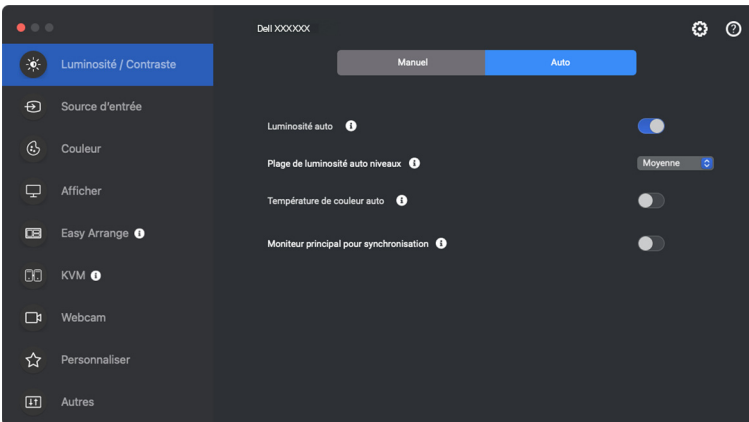 Dell XXXXXX
Manuel
Auto
Luminosité / Contraste
Source d'entrée
Couleur
Afficher
Easy Arrange
KVM
Webcam
Personnaliser
Autres
Luminosité auto
Plage de luminosité auto niveaux
Moyenne
Température de couleur auto
Moniteur principal pour synchronisation